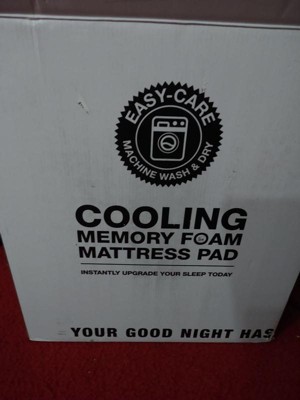 EASY-CARE
MACHINE WASH & DRY
COOLING
MEMORY FOAM
MATTRESS PAD
INSTANTLY UPGRADE YOUR SLEEP TODAY
YOUR GOOD NIGHT HAS